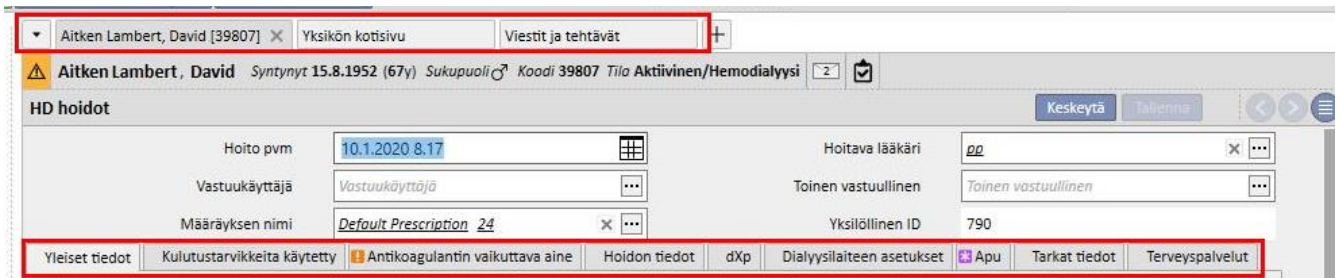 Aitken Lambert, David [39807] Yksikön kotisivu Viestit ja tehtävät
Aitken Lambert, David Syntynyt 15.8.1952 (67y) Sukupuoli Koodi 39807 Tila Aktiivinen/Hemodialyysi 2
HD hoidot Keskeytä Tallenna
Hoito pvm 10.1.2020 8.17 Hoitava lääkäri pp
Vastuukäyttäjä Vastuukäyttäjä Toinen vastuullinen Toinen vastuullinen
Määräyksen nimi Default Prescription 24 Yksilöllinen ID 790
Yleiset tiedot Kulutustarvikkeita käytetty Antikoagulantin vaikuttava aine Hoidon tiedot dXp Dialyysilaiteen asetukset Apu Tarkat tiedot Terveyspalvelut